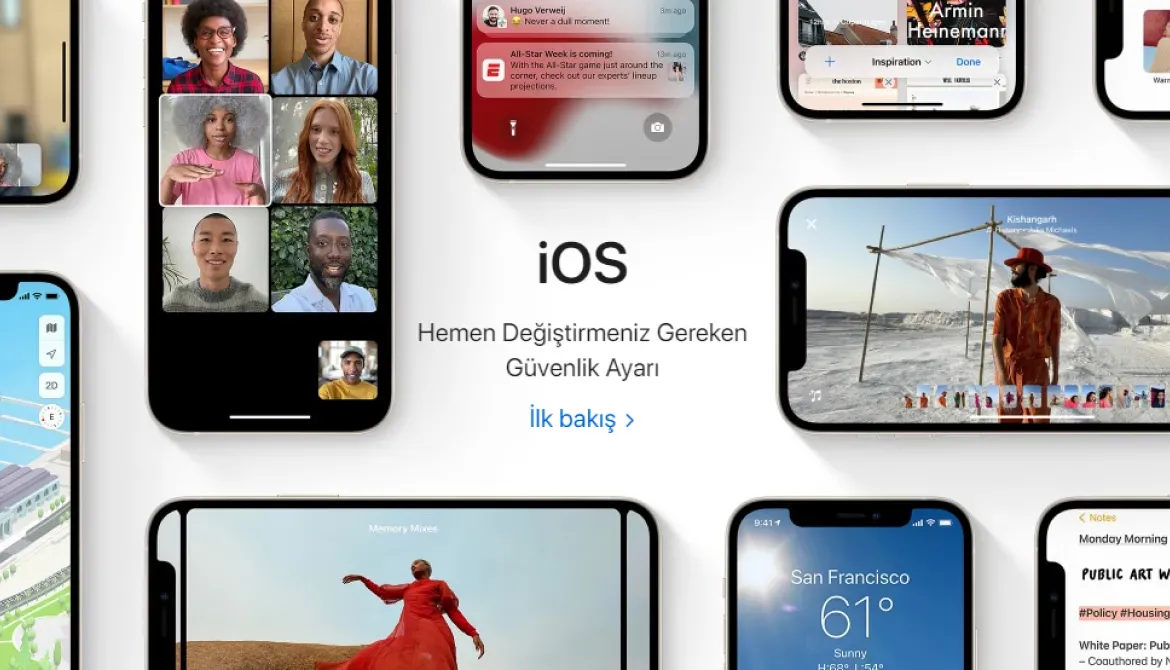 Hugo Verweij
5m ago
😂 Never a dull moment!
All-Star Week is coming!
13m ago
With the All-Star game just around the
corner, check out our experts' lineup
projections.
Armin
Heinemann
Inspiration
Done
iOS
Hemen Değiştirmeniz Gereken
Güvenlik Ayarı
İlk bakış >
Kishangarh
2D
E
Memory Mixes
9:41
San Francisco
61°
Sunny
H:68° L:54°
Notes
Monday Morning
PUBLIC ART W
#Policy #Housing
White Paper: Pub
– Coauthored by M